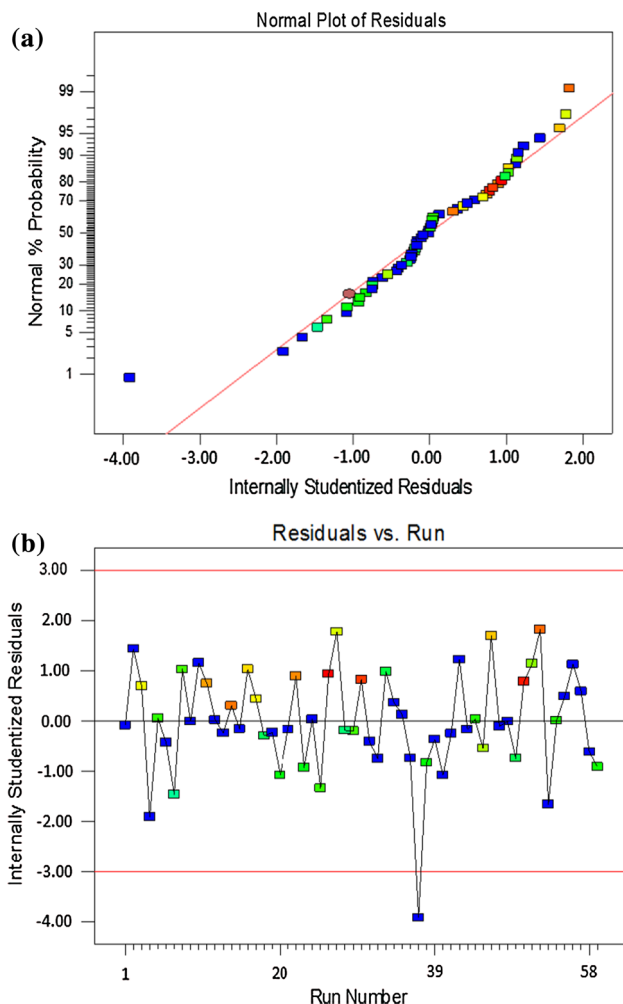 (a)
Normal Plot of Residuals
Normal % Probability
99
95
90
80
70
50
30
20
10
5
1
-4.00 -3.00 -2.00 -1.00 0.00 1.00 2.00
Internally Studentized Residuals
(b)
Residuals vs. Run
Internally Studentized Residuals
3.00
2.00
1.00
0.00
-1.00
-2.00
-3.00
-4.00
1 20 39 58
Run Number